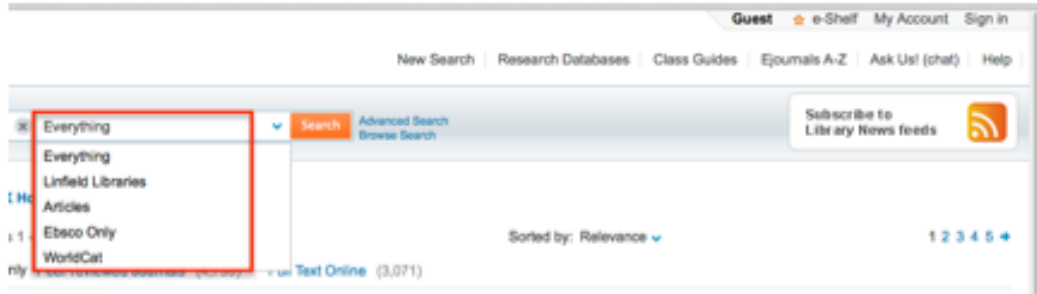 Guest e-Shelf My Account Sign in
New Search Research Databases Class Guides Ejournals A-Z Ask Us! (chat) Help
Everything Search Advanced Search
Browse Search
Subscribe to
Library News feeds
Everything
Linfield Libraries
Articles
Ebsco Only
WorldCat
Sorted by: Relevance 1 2 3 4 5
Text Online (3,071)